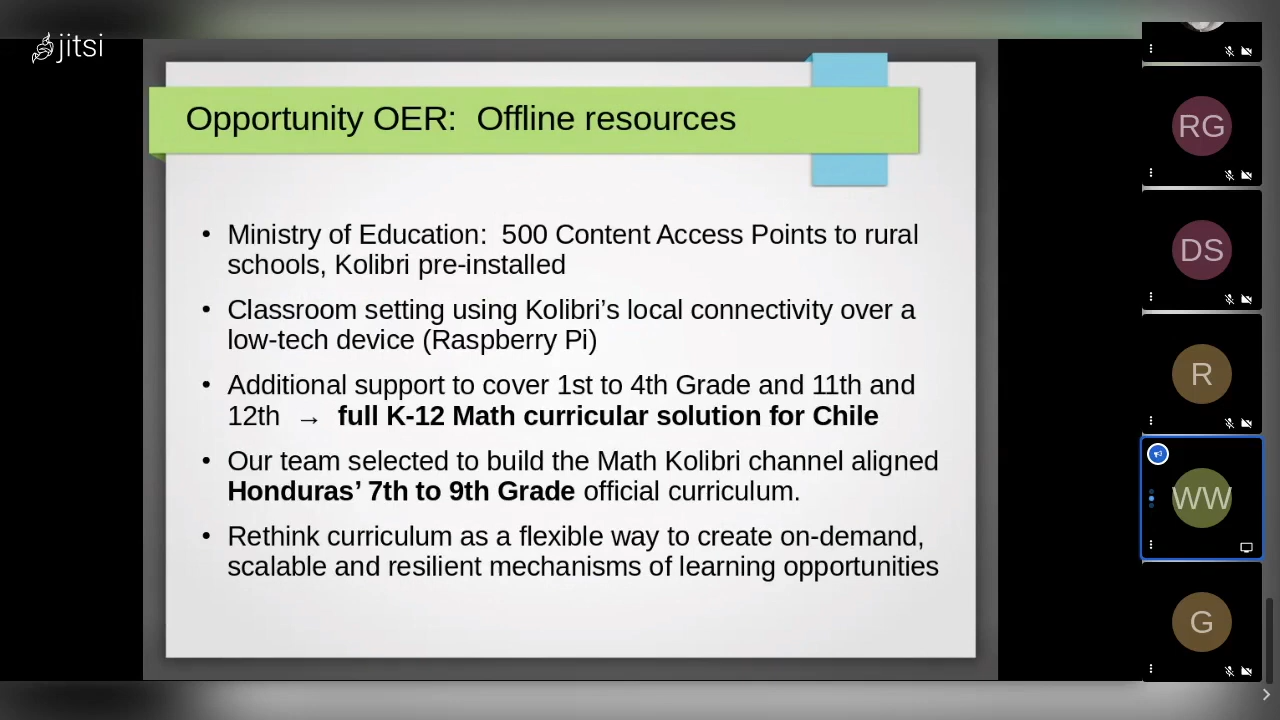 jitsi
Opportunity OER:  Offline resources
• Ministry of Education:  500 Content Access Points to rural
schools, Kolibri pre-installed
• Classroom setting using Kolibri’s local connectivity over a
low-tech device (Raspberry Pi)
• Additional support to cover 1st to 4th Grade and 11th and
12th → full K-12 Math curricular solution for Chile
• Our team selected to build the Math Kolibri channel aligned
Honduras’ 7th to 9th Grade official curriculum.
• Rethink curriculum as a flexible way to create on-demand,
scalable and resilient mechanisms of learning opportunities
RG
DS
R
WW
G